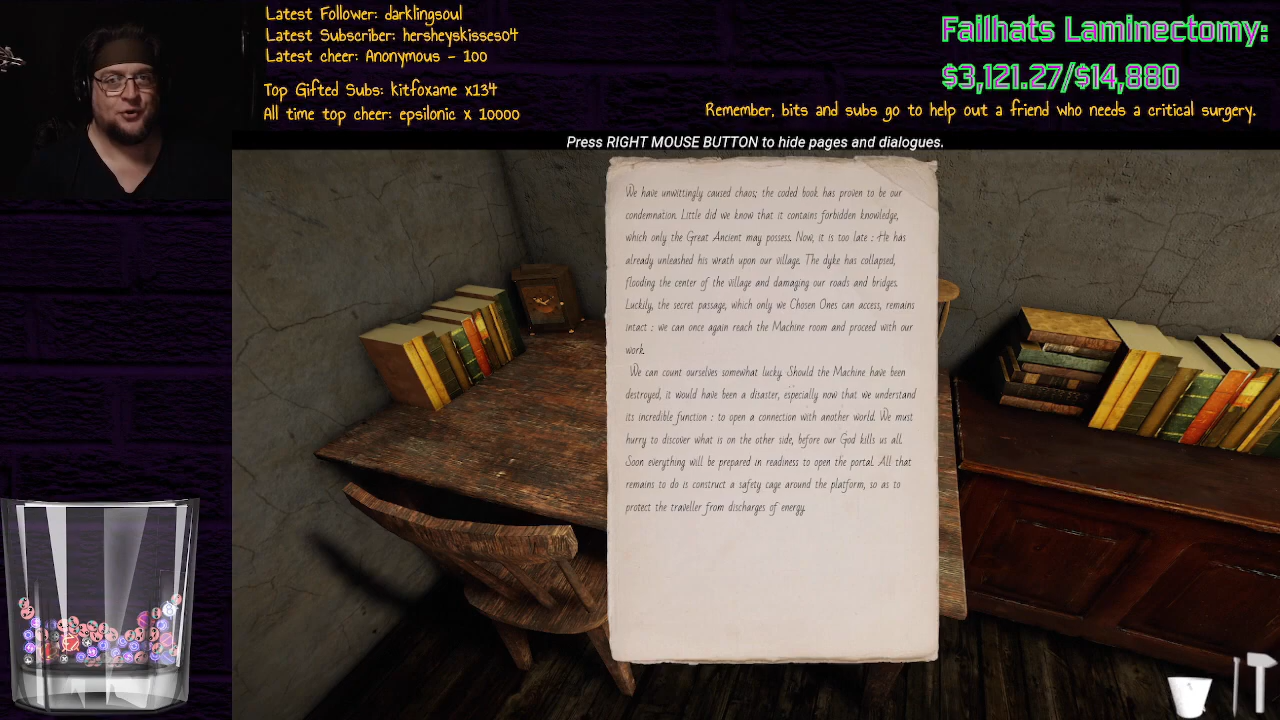 Latest Follower: darklingsoul
Latest Subscriber: hersheyskisses04
Latest cheer: Anonymous - 100
Top Gifted Subs: kitfoxame x134
All time top cheer: epsilonic x 10000
Failhats Laminectomy:
$3,121.27/$14,880
Remember, bits and subs go to help out a friend who needs a critical surgery.
Press RIGHT MOUSE BUTTON to hide pages and dialogues.
We have unwittingly caused chaos; the coded book has proven to be our
condemnation. Little did we know that it contains forbidden knowledge,
which only the Great Ancient may possess. Now, it is too late : He has
already unleashed his wrath upon our village. The dyke has collapsed,
flooding the center of the village and damaging our roads and bridges.
Luckily, the secret passage, which only we Chosen Ones can access, remains
intact : we can once again reach the Machine room and proceed with our
work.
We can count ourselves somewhat lucky. Should the Machine have been
destroyed, it would have been a disaster, especially now that we understand
its incredible function : to open a connection with another world. We must
hurry to discover what is on the other side, before our God kills us all.
Soon everything will be prepared in readiness to open the portal. All that
remains to do is construct a safety cage around the platform, so as to
protect the traveller from discharges of energy.